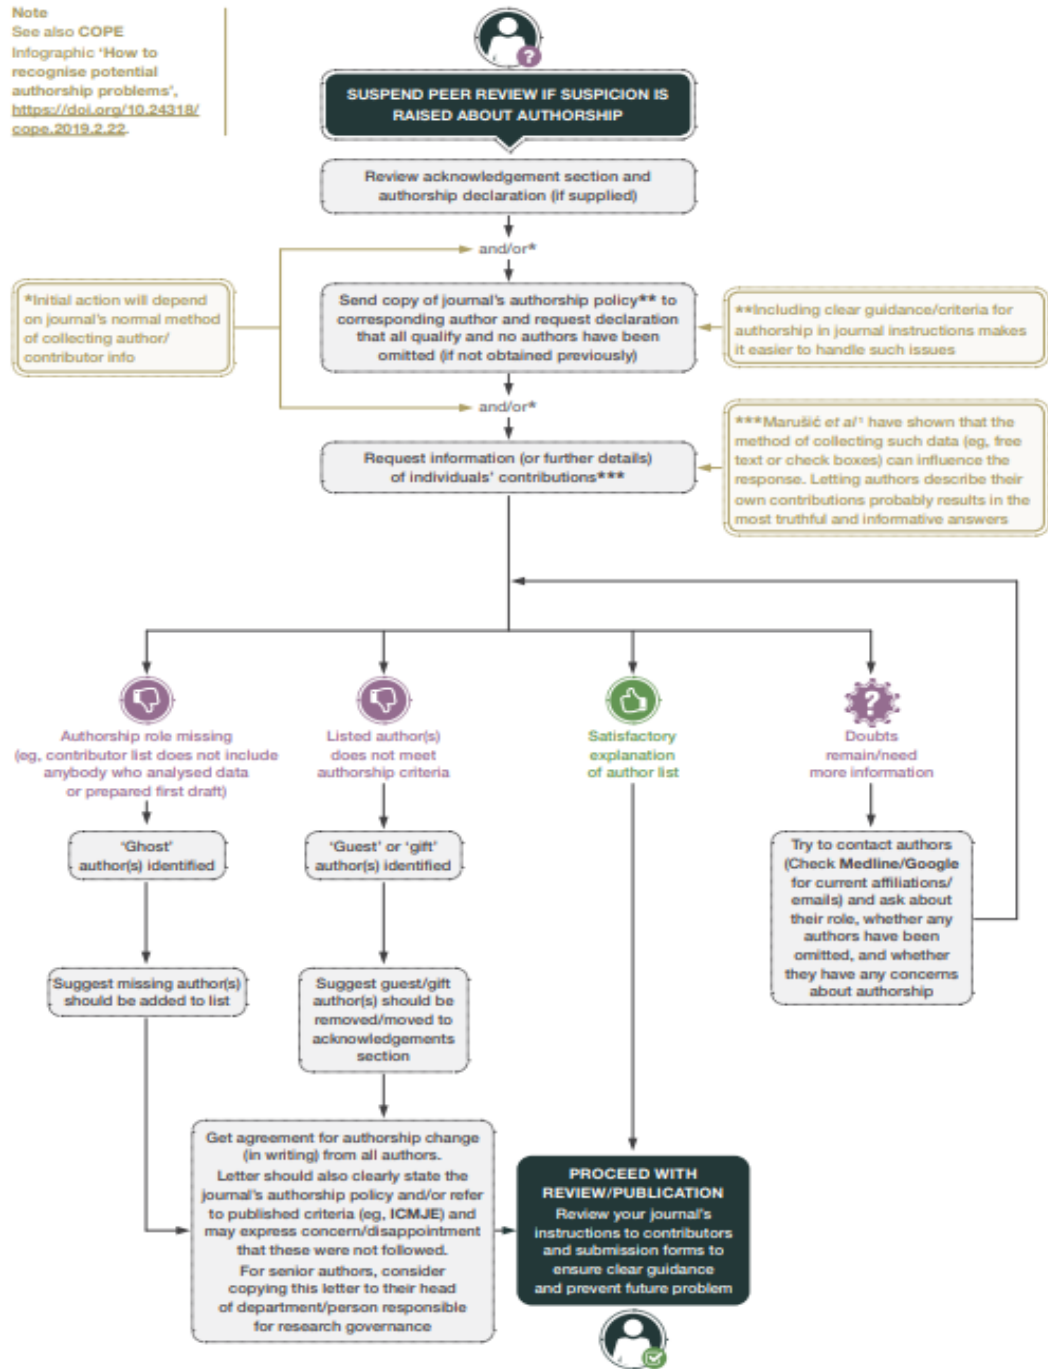 Note
See also COPE
Infographic ‘How to
recognise potential
authorship problems’,
https://doi.org/10.24318/
cope.2019.2.22.
?
SUSPEND PEER REVIEW IF SUSPICION IS
RAISED ABOUT AUTHORSHIP
Review acknowledgement section and
authorship declaration (if supplied)
and/or*
*Initial action will depend
on journal’s normal method
of collecting author/
contributor info
Send copy of journal’s authorship policy** to
corresponding author and request declaration
that all qualify and no authors have been
omitted (if not obtained previously)
**Including clear guidance/criteria for
authorship in journal instructions makes
it easier to handle such issues
and/or*
Request information (or further details)
of individuals’ contributions***
***Marušić et al¹ have shown that the
method of collecting such data (eg, free
text or check boxes) can influence the
response. Letting authors describe their
own contributions probably results in the
most truthful and informative answers
Authorship role missing
(eg, contributor list does not include
anybody who analysed data
or prepared first draft)
‘Ghost’
author(s) identified
Suggest missing author(s)
should be added to list
Listed author(s)
does not meet
authorship criteria
‘Guest’ or ‘gift’
author(s) identified
Suggest guest/gift
author(s) should be
removed/moved to
acknowledgements
section
Get agreement for authorship change
(in writing) from all authors.
Letter should also clearly state the
journal’s authorship policy and/or refer
to published criteria (eg, ICMJE) and
may express concern/disappointment
that these were not followed.
For senior authors, consider
copying this letter to their head
of department/person responsible
for research governance
Satisfactory
explanation
of author list
?
Doubts
remain/need
more information
Try to contact authors
(Check Medline/Google
for current affiliations/
emails) and ask about
their role, whether any
authors have been
omitted, and whether
they have any concerns
about authorship
PROCEED WITH
REVIEW/PUBLICATION
Review your journal’s
instructions to contributors
and submission forms to
ensure clear guidance
and prevent future problem